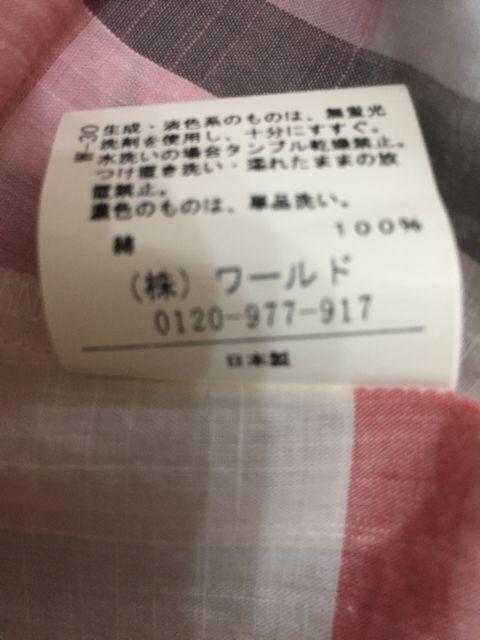 生成・淡色系のものは、無蛍光
洗剤を使用し、十分にすすぐ。
水洗いの場合タンブル乾燥禁止。
つけ置き洗い・濡れたままの放
置禁止。
濃色のものは、単品洗い。
綿 100%
(株)ワールド
0120-977-917
日本製